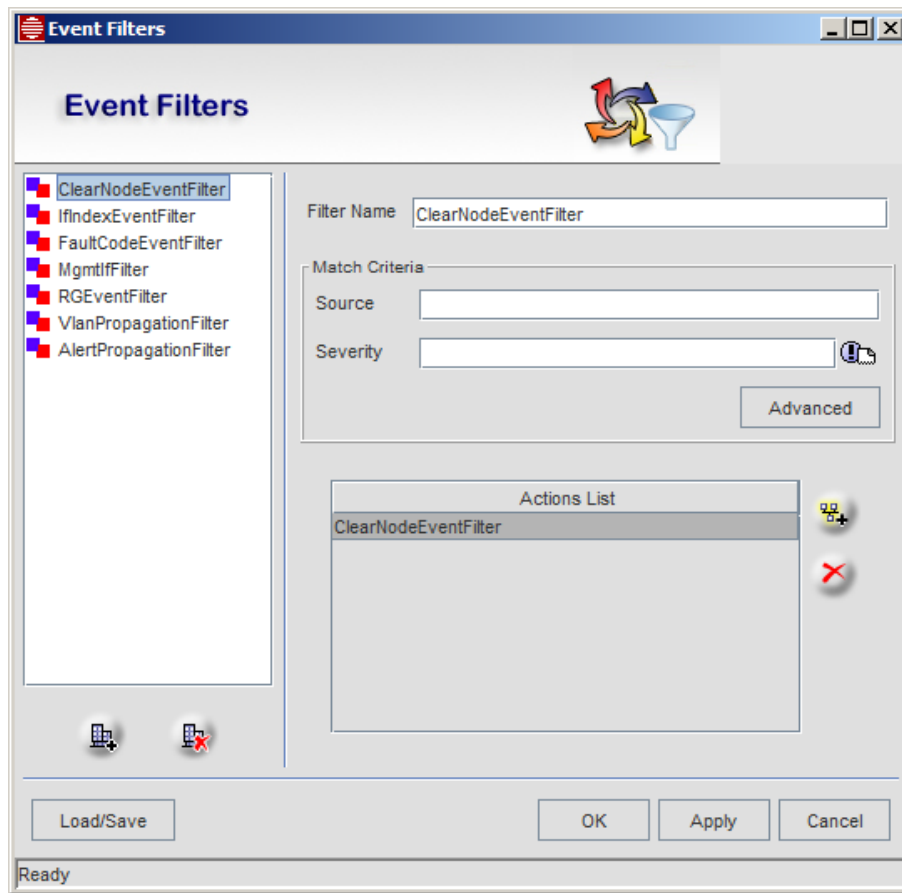 Event Filters
Event Filters
ClearNodeEventFilter
IfIndexEventFilter
FaultCodeEventFilter
MgmtIfFilter
RGEventFilter
VlanPropagationFilter
AlertPropagationFilter
Filter Name ClearNodeEventFilter
Match Criteria
Source
Severity
Advanced
Actions List
ClearNodeEventFilter
Load/Save OK Apply Cancel
Ready